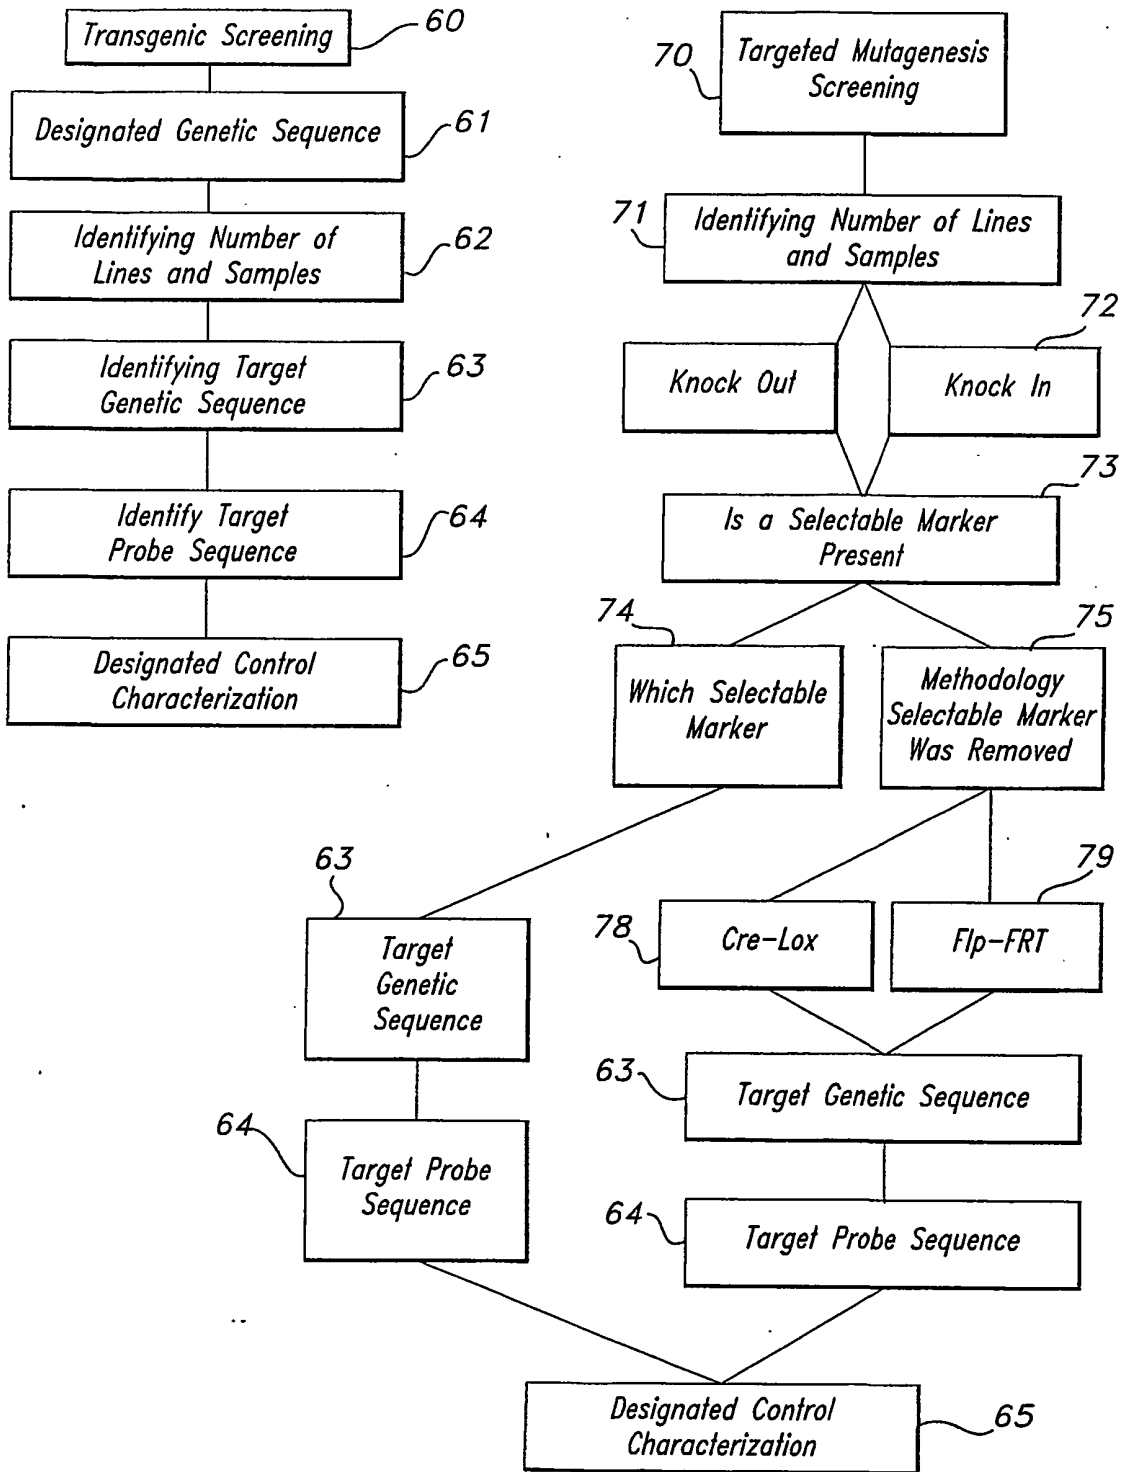 Transgenic Screening
60
Designated Genetic Sequence
61
Identifying Number of
Lines and Samples
62
Identifying Target
Genetic Sequence
63
Identify Target
Probe Sequence
64
Designated Control
Characterization
65
70
Targeted Mutagenesis
Screening
71
Identifying Number of Lines
and Samples
72
Knock Out
Knock In
73
Is a Selectable Marker
Present
74
Which Selectable
Marker
75
Methodology
Selectable Marker
Was Removed
63
Target
Genetic
Sequence
64
Target Probe
Sequence
78
Cre-Lox
79
Flp-FRT
63
Target Genetic Sequence
64
Target Probe Sequence
Designated Control
Characterization
65